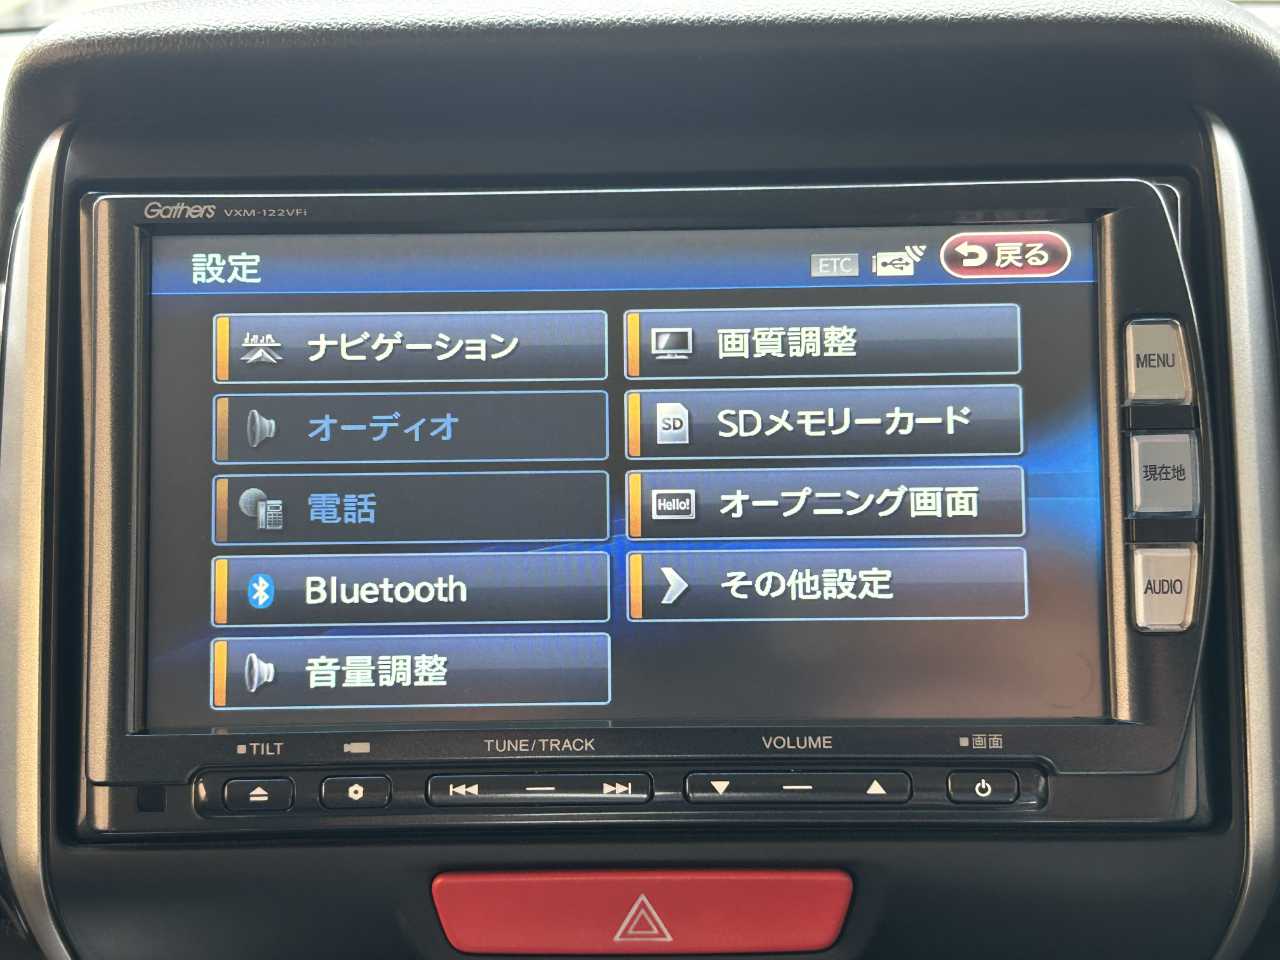 Gathers VXM-122VFi
設定
ETC
戻る
ナビゲーション
オーディオ
電話
Bluetooth
音量調整
画質調整
SD
SDメモリーカード
Hello!
オープニング画面
その他設定
MENU
現在地
AUDIO
TILT
TUNE/TRACK
VOLUME
画面